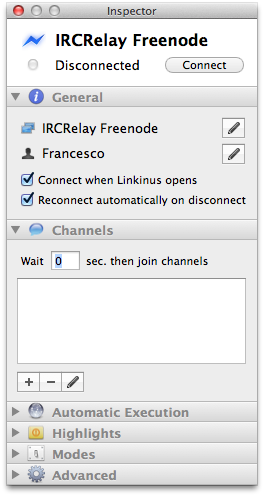 Inspector
IRCRelay Freenode
Disconnected
Connect
General
IRCRelay Freenode
Francesco
Connect when Linkinus opens
Reconnect automatically on disconnect
Channels
Wait 0 sec. then join channels
Automatic Execution
Highlights
Modes
Advanced